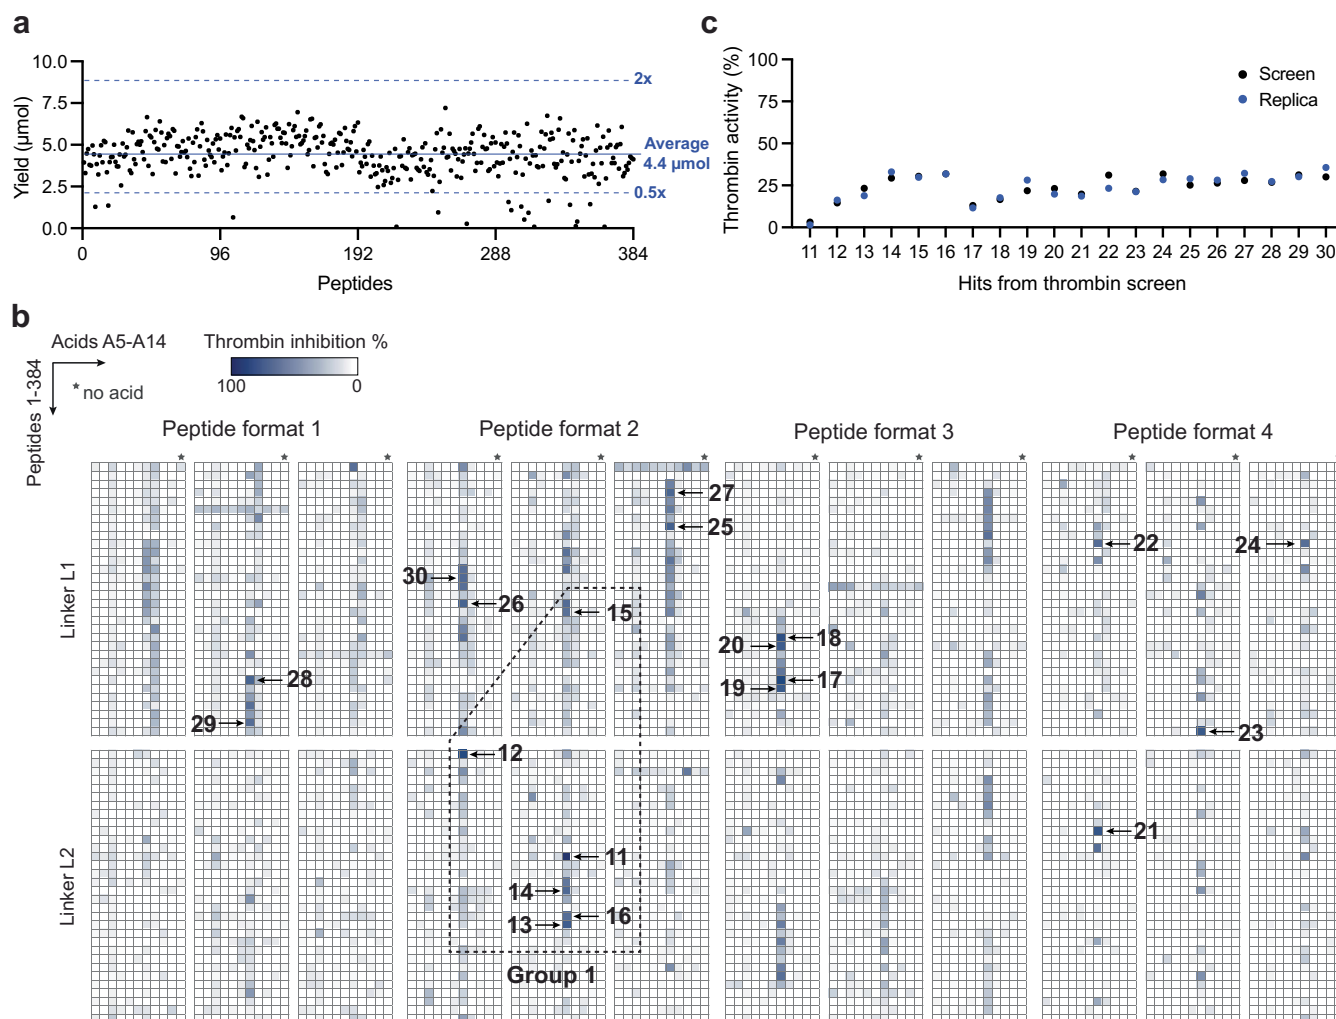 a
10.0
7.5
5.0
2.5
0.0
Yield (µmol)
0
96
192
288
384
Peptides
2x
Average
4.4 µmol
0.5x
c
100
75
50
25
0
Thrombin activity (%)
Screen
Replica
11 12 13 14 15 16 17 18 19 20 21 22 23 24 25 26 27 28 29 30
Hits from thrombin screen
b
Acids A5-A14
* no acid
Peptides 1-384
Thrombin inhibition %
100
0
Peptide format 1
Peptide format 2
Peptide format 3
Peptide format 4
* * * * * * * * * * *
Linker L1
27
25
22
24
30
26
15
18
20
17
19
28
29
23
Linker L2
12
21
11
14
16
13
Group 1